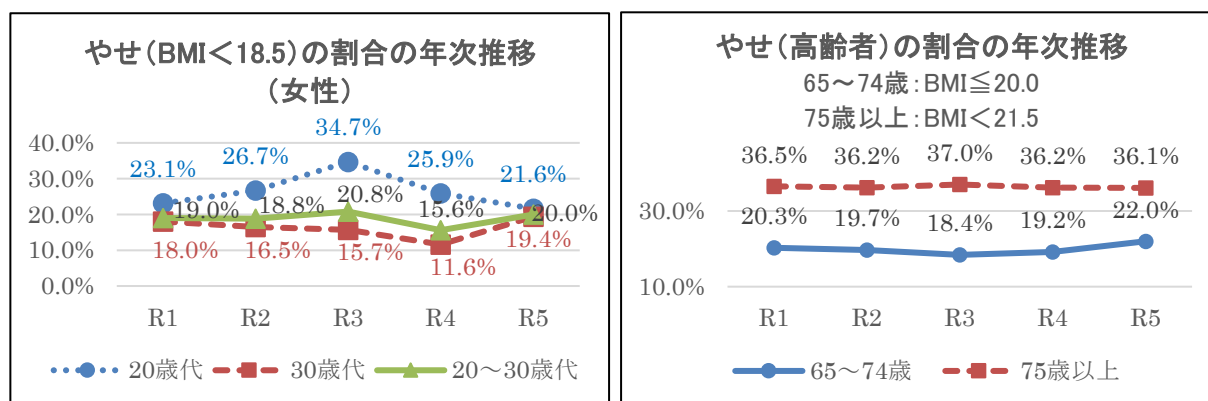 やせ(BMI<18.5)の割合の年次推移
(女性)
40.0%
30.0%
20.0%
10.0%
0.0%
23.1%
26.7%
34.7%
25.9%
21.6%
19.0%
18.8%
20.8%
15.6%
20.0%
18.0%
16.5%
15.7%
11.6%
19.4%
R1 R2 R3 R4 R5
20歳代 30歳代 20~30歳代
やせ(高齢者)の割合の年次推移
65~74歳:BMI≦20.0
75歳以上:BMI<21.5
36.5% 36.2% 37.0% 36.2% 36.1%
30.0%
20.3% 19.7% 18.4% 19.2% 22.0%
10.0%
R1 R2 R3 R4 R5
65~74歳 75歳以上